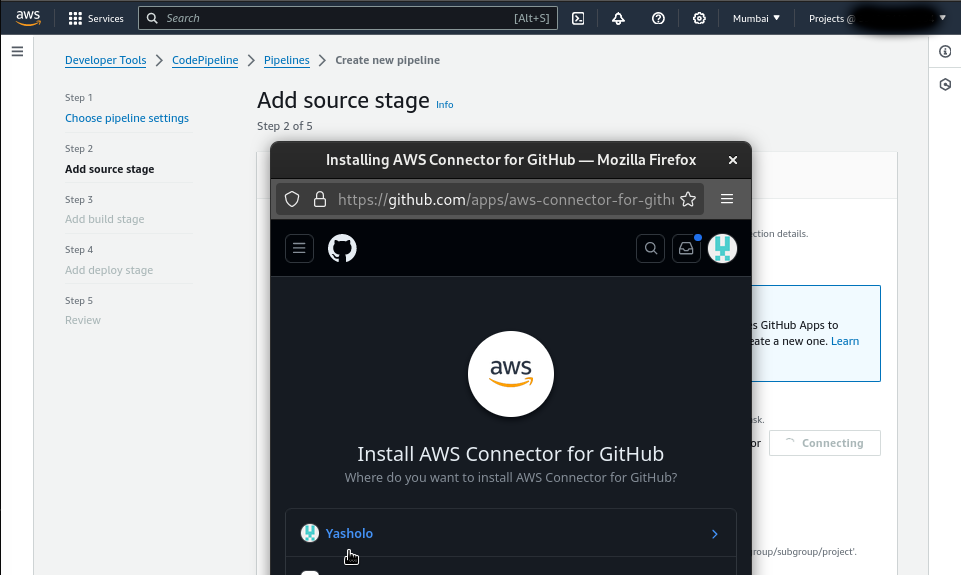 aws
Services
Search
[Alt+S]
Mumbai
Projects @
Developer Tools
CodePipeline
Pipelines
Create new pipeline
Step 1
Choose pipeline settings
Step 2
Add source stage
Step 3
Add build stage
Step 4
Add deploy stage
Step 5
Review
Add source stage Info
Step 2 of 5
ction details.
s GitHub Apps to
eate a new one. Learn
sk.
or
Connecting
roup/subgroup/project'.
Installing AWS Connector for GitHub — Mozilla Firefox
https://github.com/apps/aws-connector-for-githu
aws
Install AWS Connector for GitHub
Where do you want to install AWS Connector for GitHub?
Yasholo